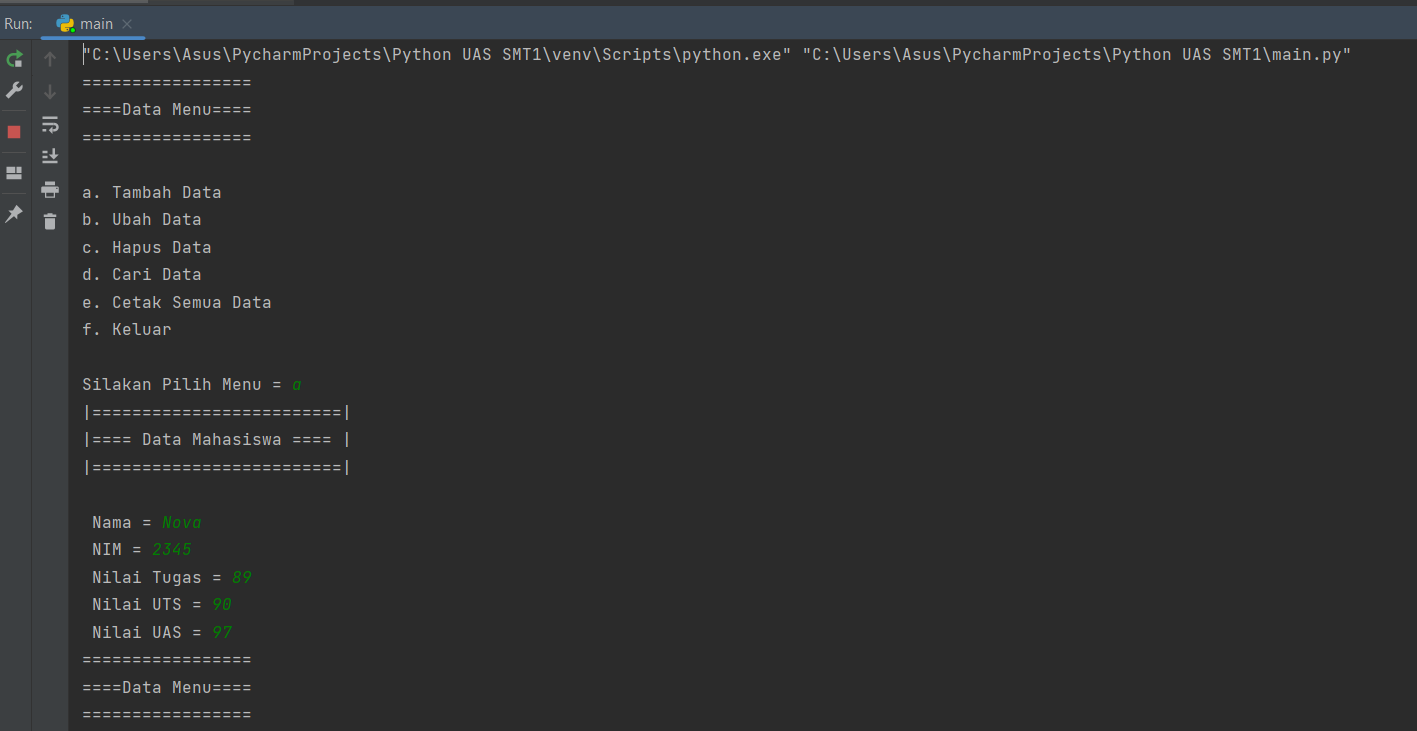 Run: main
"C:\Users\Asus\PycharmProjects\Python UAS SMT1\venv\Scripts\python.exe" "C:\Users\Asus\PycharmProjects\Python UAS SMT1\main.py"
=================
====Data Menu====
=================
a. Tambah Data
b. Ubah Data
c. Hapus Data
d. Cari Data
e. Cetak Semua Data
f. Keluar
Silakan Pilih Menu = a
|=========================|
|==== Data Mahasiswa ==== |
|=========================|
Nama = Nova
NIM = 2345
Nilai Tugas = 89
Nilai UTS = 90
Nilai UAS = 97
=================
====Data Menu====
=================